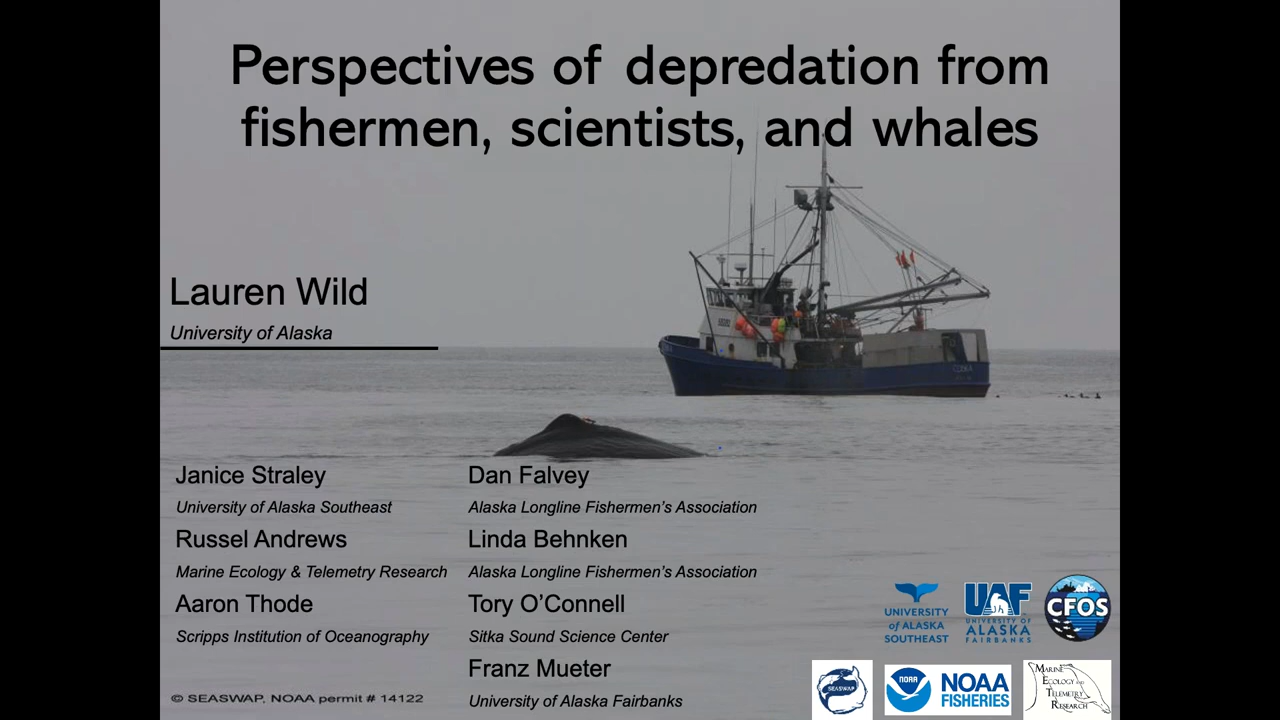 Perspectives of depredation from
fishermen, scientists, and whales
Lauren Wild
University of Alaska
Janice Straley
University of Alaska Southeast
Russel Andrews
Marine Ecology & Telemetry Research
Aaron Thode
Scripps Institution of Oceanography
Dan Falvey
Alaska Longline Fishermen's Association
Linda Behnken
Alaska Longline Fishermen's Association
Tory O'Connell
Sitka Sound Science Center
Franz Mueter
University of Alaska Fairbanks
© SEASWAP, NOAA permit # 14122
UNIVERSITY
of ALASKA
SOUTHEAST
UAF
UNIVERSITY OF
ALASKA
FAIRBANKS
CFOS
SEASWAP
NOAA
NOAA
FISHERIES
MARINE
ECOLOGY AND
TELEMETRY
RESEARCH